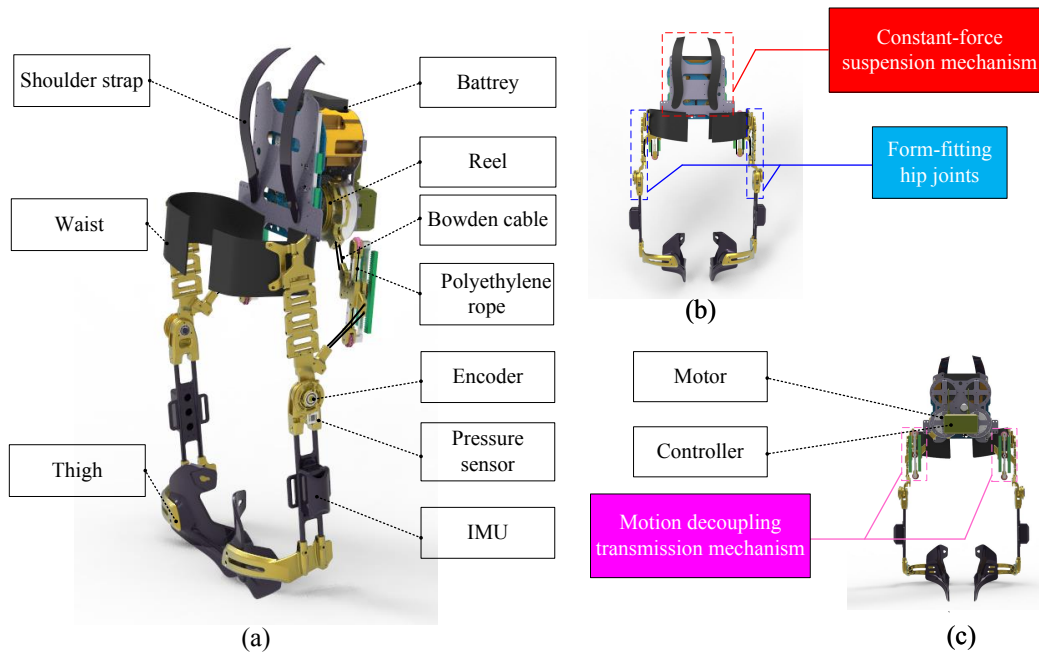 Shoulder strap
Waist
Thigh
Battrey
Reel
Bowden cable
Polyethylene
rope
Encoder
Pressure
sensor
IMU
(a)
Constant-force
suspension mechanism
Form-fitting
hip joints
(b)
Motor
Controller
Motion decoupling
transmission mechanism
(c)